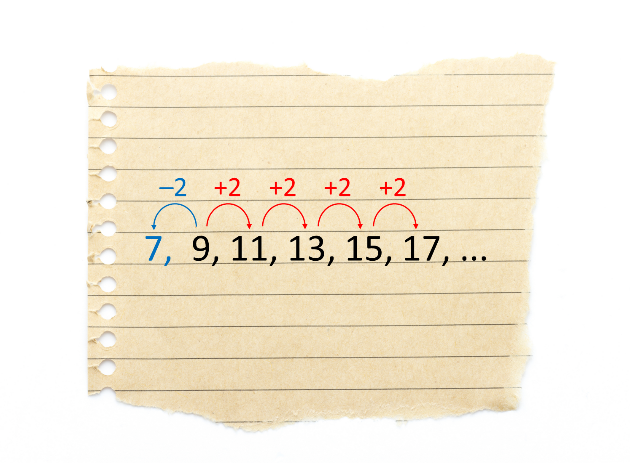 –2 +2 +2 +2 +2
7, 9, 11, 13, 15, 17, ...